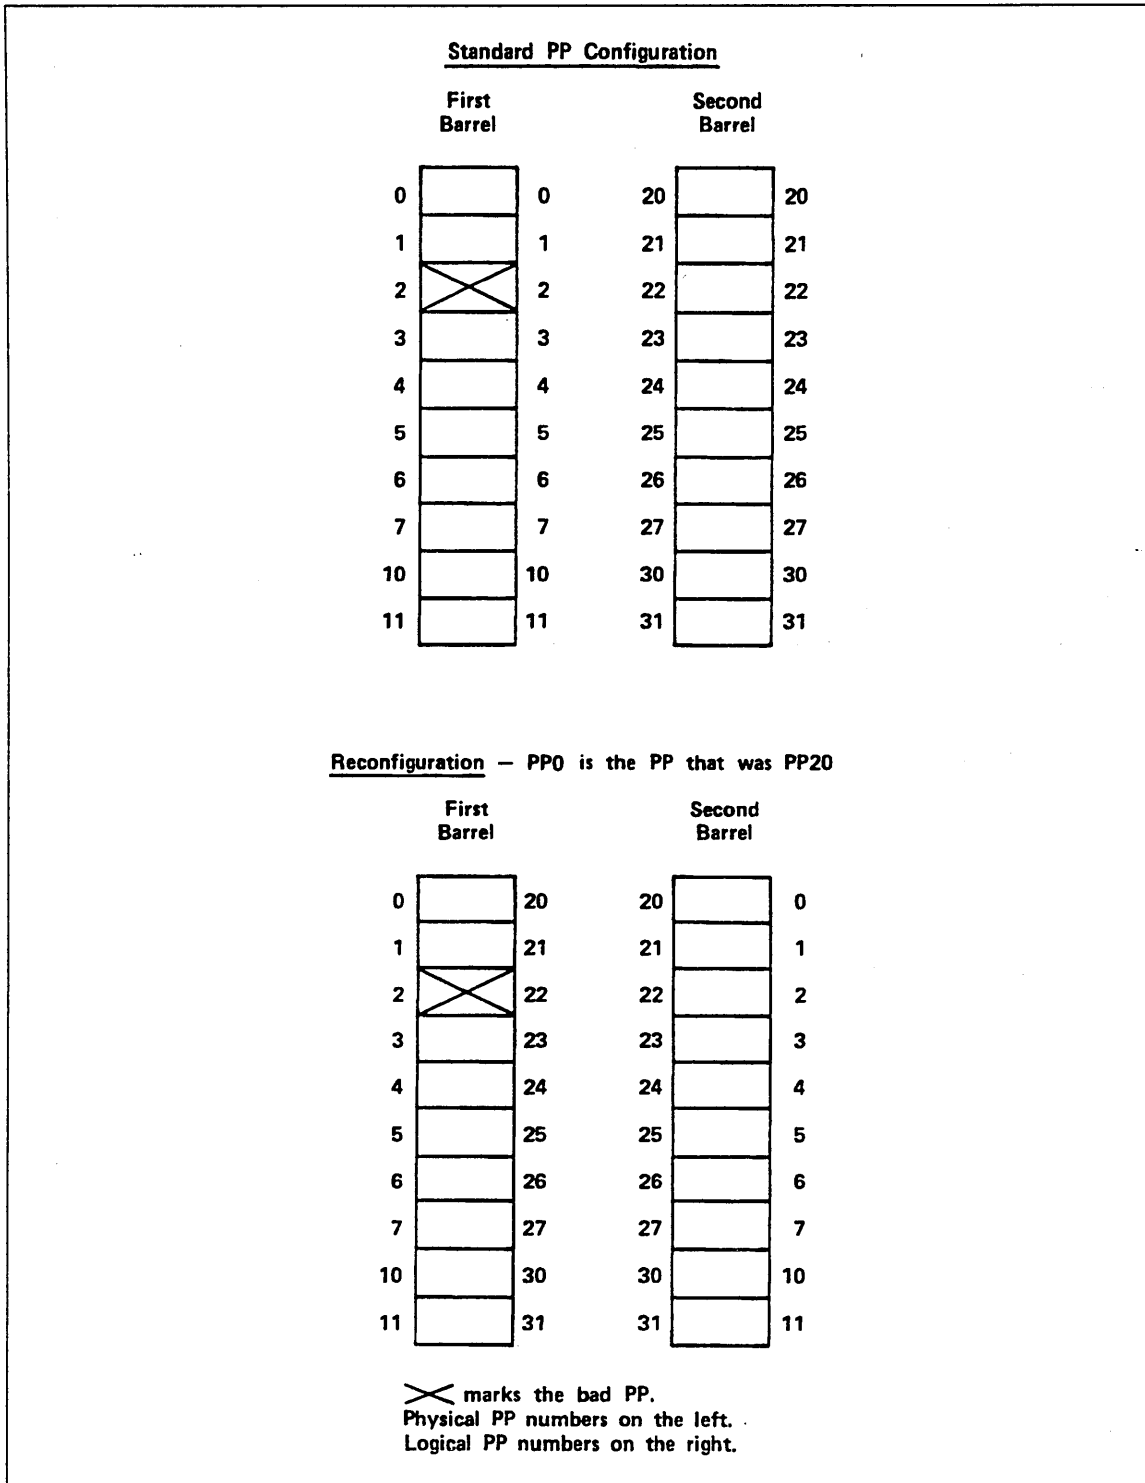 Standard PP Configuration
First Second
Barrel Barrel
0 0 20 20
1 1 21 21
2 2 22 22
3 3 23 23
4 4 24 24
5 5 25 25
6 6 26 26
7 7 27 27
10 10 30 30
11 11 31 31
Reconfiguration — PP0 is the PP that was PP20
First Second
Barrel Barrel
0 20 20 0
1 21 21 1
2 22 22 2
3 23 23 3
4 24 24 4
5 25 25 5
6 26 26 6
7 27 27 7
10 30 30 10
11 31 31 11
marks the bad PP.
Physical PP numbers on the left.
Logical PP numbers on the right.